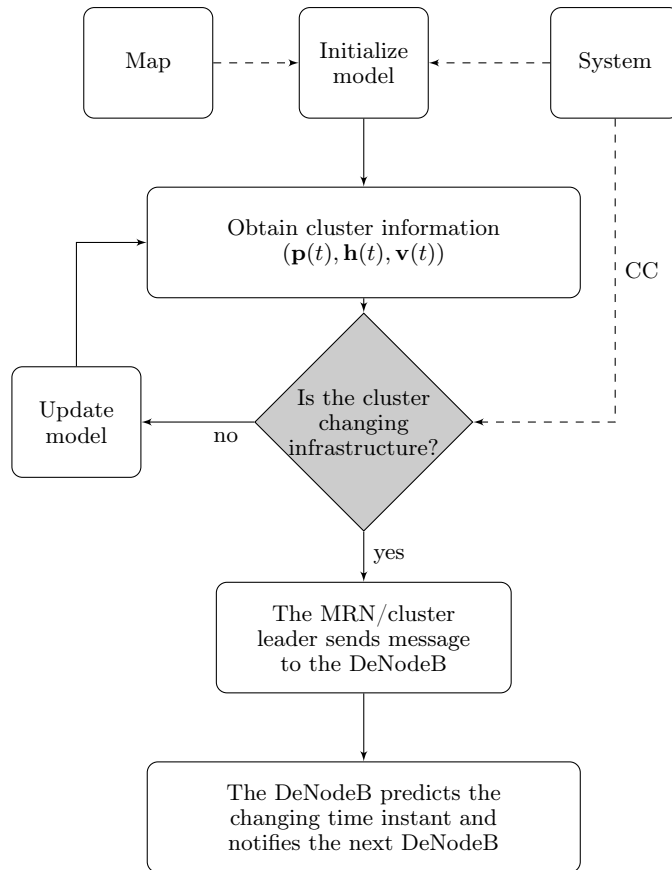 Map
Initialize
model
System
Obtain cluster information
(p(t), h(t), v(t))
CC
Is the cluster
changing
infrastructure?
Update
model
no
yes
The MRN/cluster
leader sends message
to the DeNodeB
The DeNodeB predicts the
changing time instant and
notifies the next DeNodeB